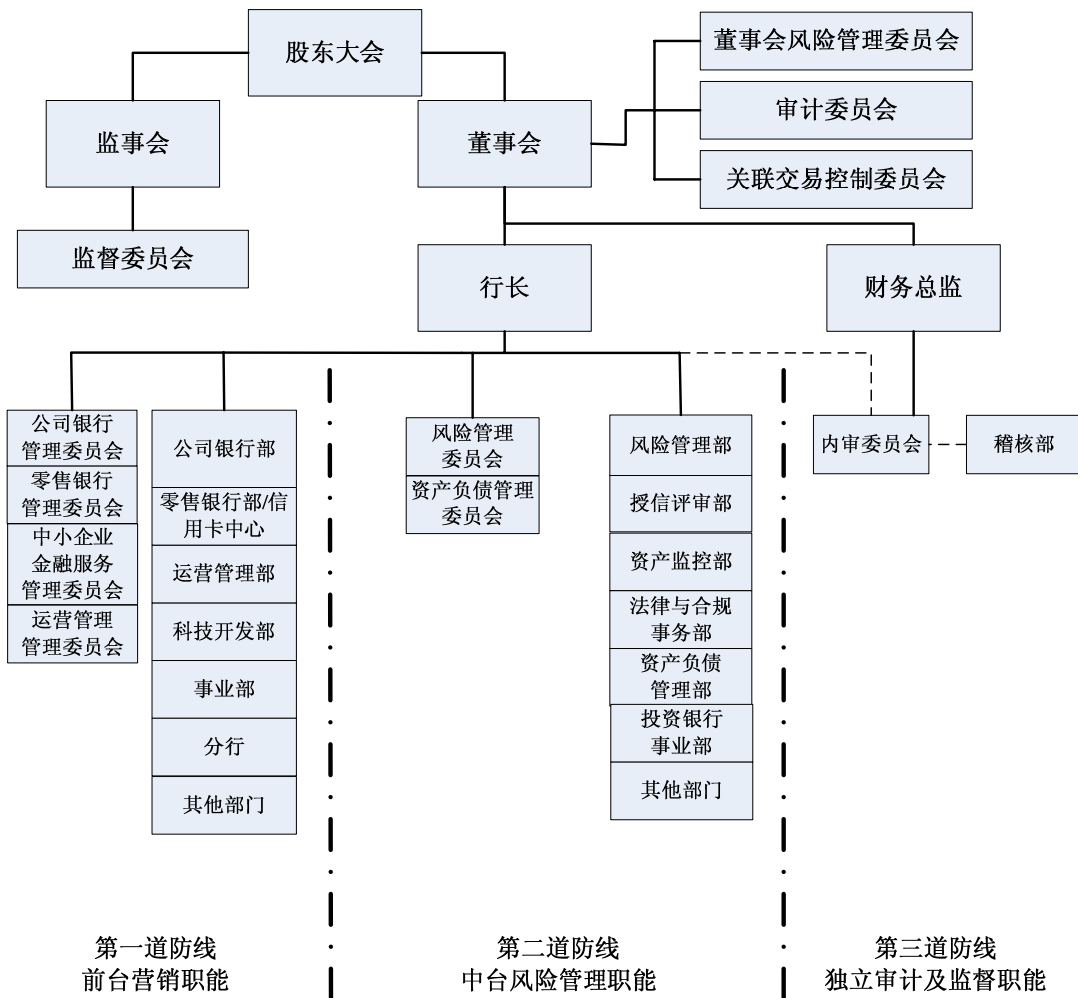 股东大会
董事会风险管理委员会
审计委员会
关联交易控制委员会
监事会
董事会
监督委员会
行长
财务总监
公司银行
管理委员会
零售银行
管理委员会
中小企业
金融服务
管理委员会
运营管理
管理委员会
公司银行部
零售银行部/信
用卡中心
运营管理部
科技开发部
事业部
分行
其他部门
风险管理
委员会
资产负债管理
委员会
风险管理部
授信评审部
资产监控部
法律与合规
事务部
资产负债
管理部
投资银行
事业部
其他部门
内审委员会
稽核部
第一道防线
前台营销职能
第二道防线
中台风险管理职能
第三道防线
独立审计及监督职能